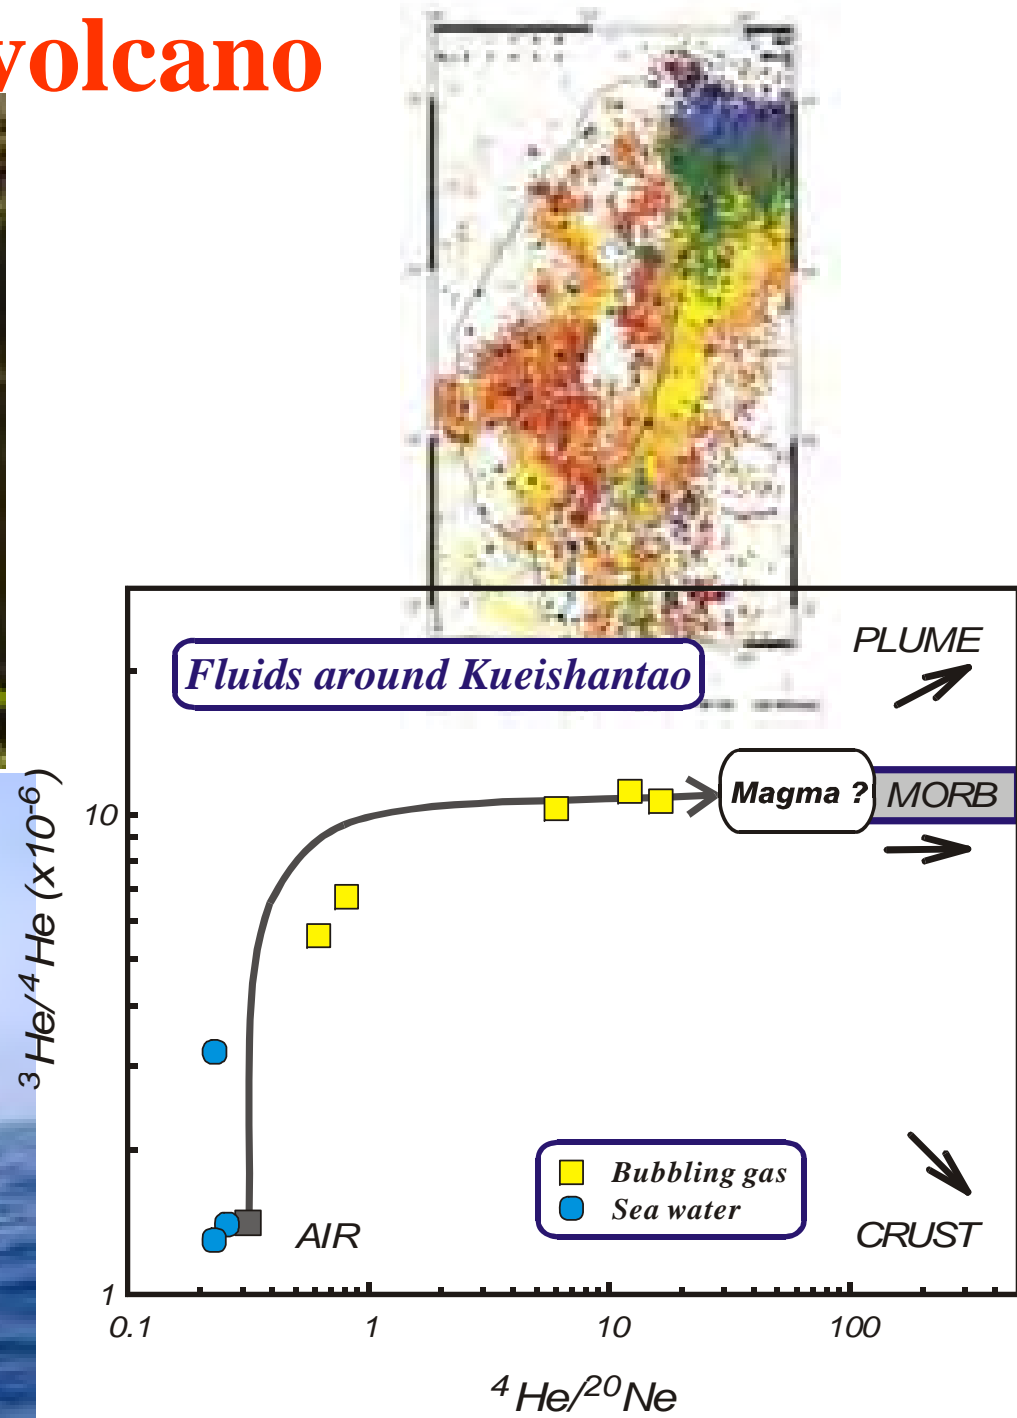 volcano
Fluids around Kueishantao
PLUME
Magma ?
MORB
³He/⁴He (x10⁻⁶)
10
1
Bubbling gas
Sea water
AIR
CRUST
0.1 1 10 100
⁴He/²⁰Ne